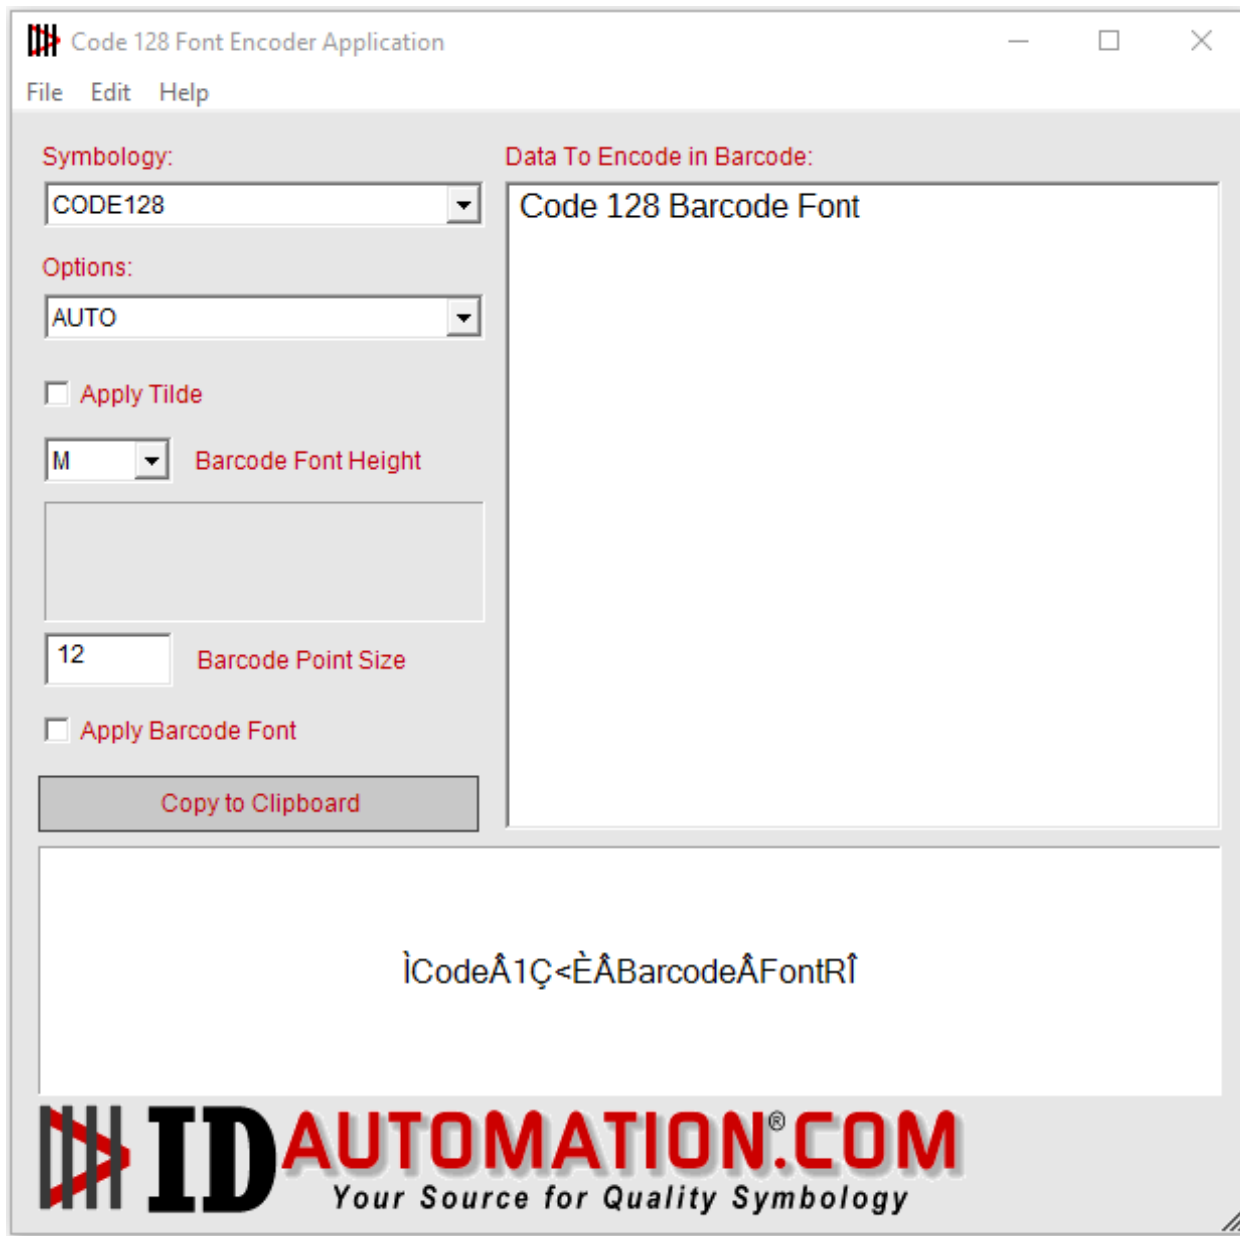 Code 128 Font Encoder Application
File Edit Help
Symbology:
CODE128
Options:
AUTO
Apply Tilde
M Barcode Font Height
12 Barcode Point Size
Apply Barcode Font
Copy to Clipboard
Data To Encode in Barcode:
Code 128 Barcode Font
ÌCodeÂ1Ç<ÈÂBarcodeÂFontRÎ
IDAUTOMATION®.COM
Your Source for Quality Symbology